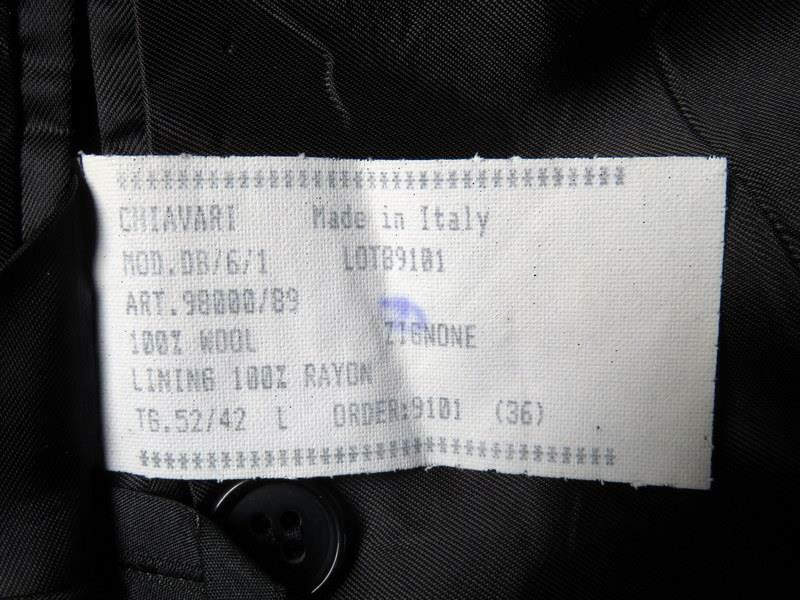 *************************************
CHIAVARI Made in Italy
MOD.DB/6/1 LOT89101
ART.98000/89
100% WOOL ZIGNONE
LINING 100% RAYON
TG.52/42 L ORDER:9101 (36)
*************************************